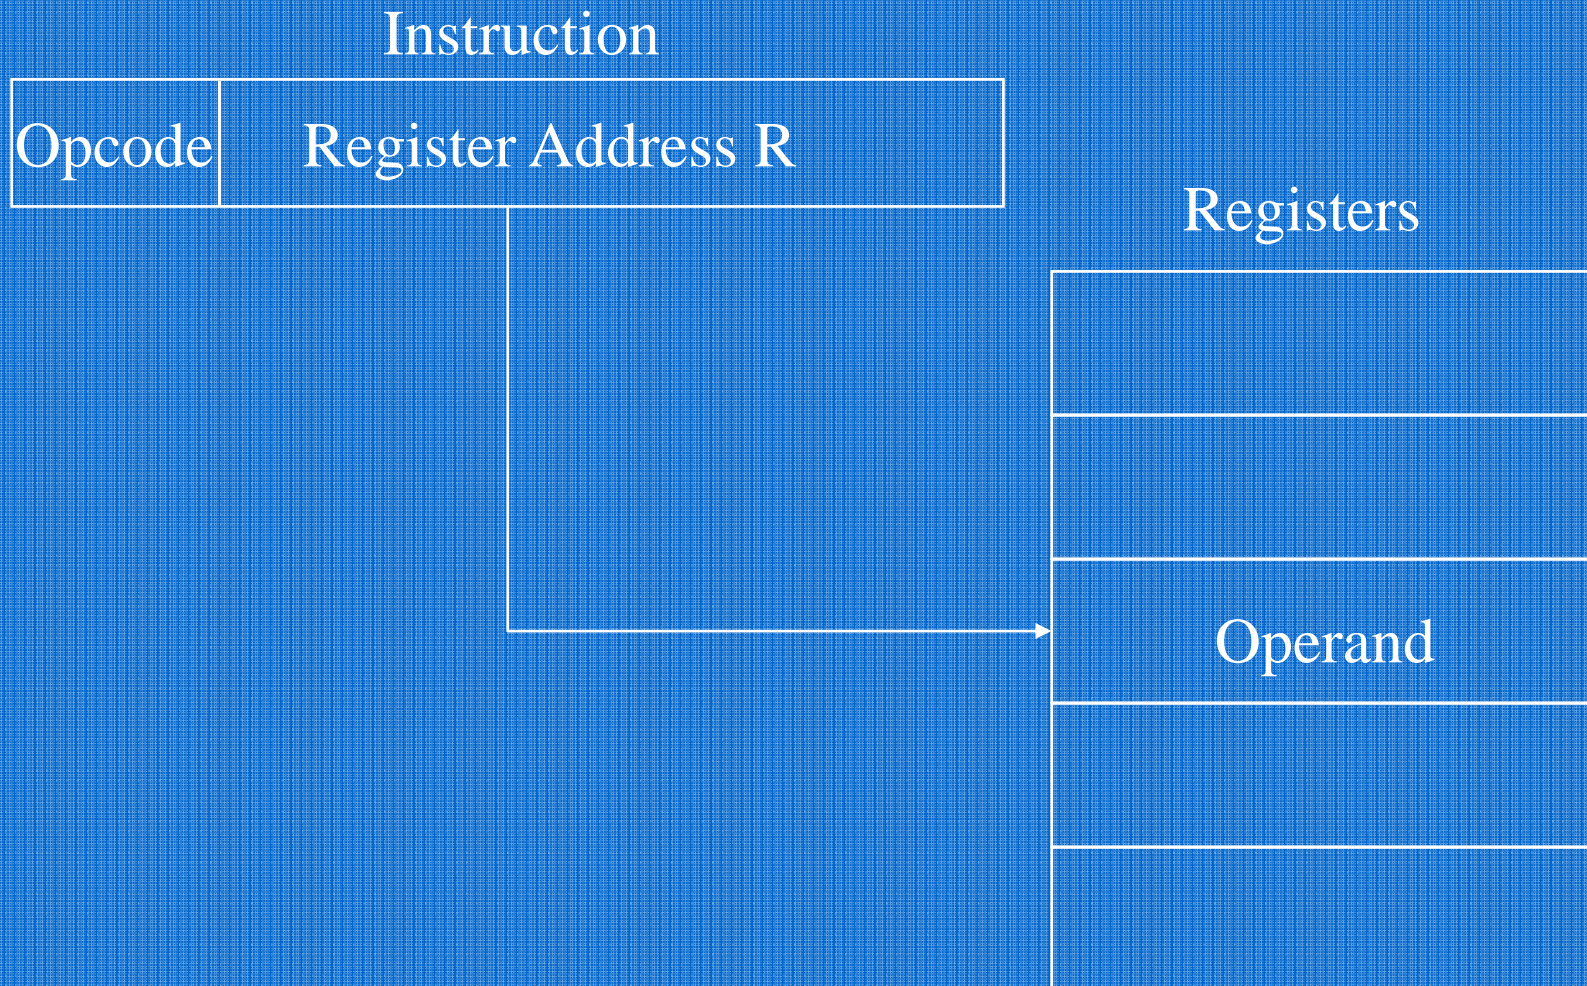 Instruction
Opcode Register Address R
Registers
Operand